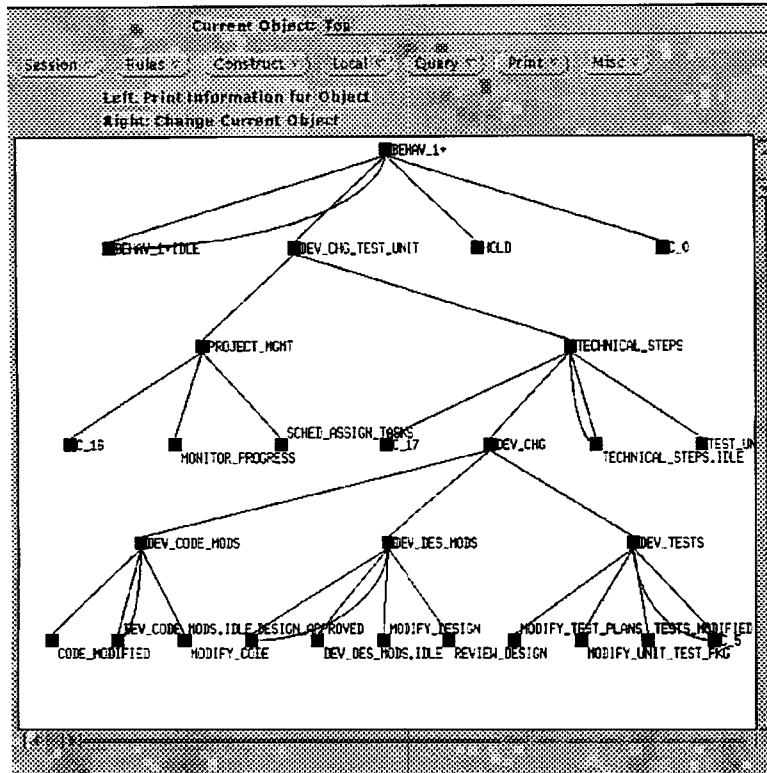 Current Object: Top
Session Rules Construct Local Query Print Misc
Left: Print Information for Object
Right: Change Current Object
BEHAV_1+
BEHAV_1+IDLE DEV_CHG_TEST_UNIT HOLD C_0
PROJECT_MGMT TECHNICAL_STEPS
SCHED_ASSIGN_TASKS
C_16 C_17 DEV_CHG TEST_UN
MONITOR_PROGRESS TECHNICAL_STEPS.IDLE
DEV_CODE_MODS DEV_DES_MODS DEV_TESTS
DEV_CODE_MODS.IDLE DESIGN_APPROVED MODIFY_DESIGN MODIFY_TEST_PLANS TESTS_MODIFIED
5
CODE_MODIFIED MODIFY_CODE DEV_DES_MODS.IDLE REVIEW_DESIGN MODIFY_UNIT_TEST_PKG